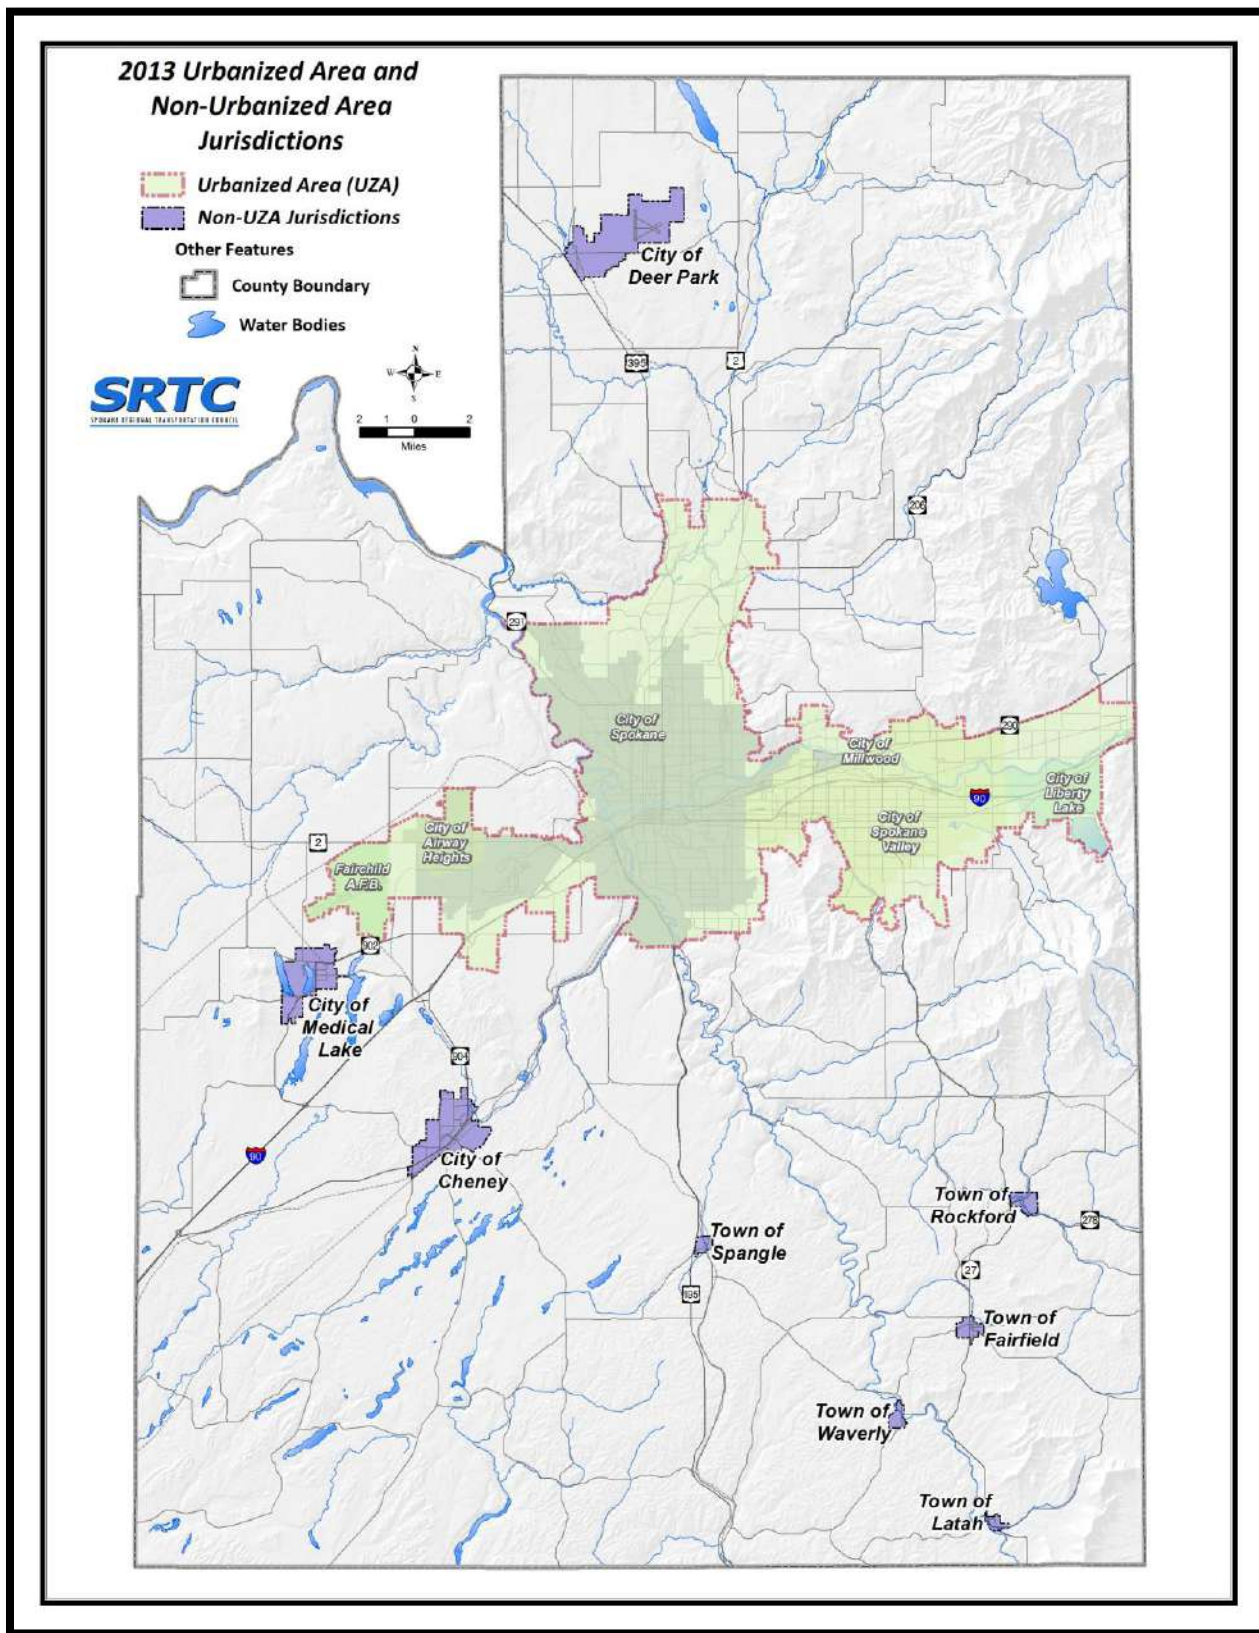 2013 Urbanized Area and
Non-Urbanized Area
Jurisdictions
Urbanized Area (UZA)
Non-UZA Jurisdictions
Other Features
County Boundary
Water Bodies
SRTC
SPOKANE REGIONAL TRANSPORTATION COUNCIL
N
W E
S
2 1 0 2
Miles
City of
Deer Park
395
2
206
291
City of
Spokane
290
City of
Millwood
90
City of
Liberty
Lake
City of
Spokane
Valley
2
City of
Airway
Heights
Fairchild
A.F.B.
902
City of
Medical
Lake
904
90
City of
Cheney
Town of
Rockford
278
Town of
Spangle
27
195
Town of
Fairfield
Town of
Waverly
Town of
Latah